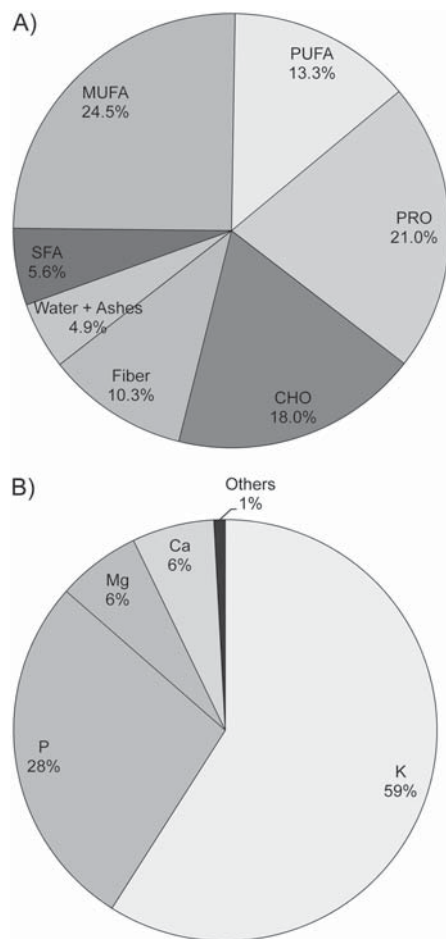 A)
PUFA
13.3%
MUFA
24.5%
PRO
21.0%
SFA
5.6%
Water + Ashes
4.9%
Fiber
10.3%
CHO
18.0%
B)
Others
1%
Ca
6%
Mg
6%
P
28%
K
59%